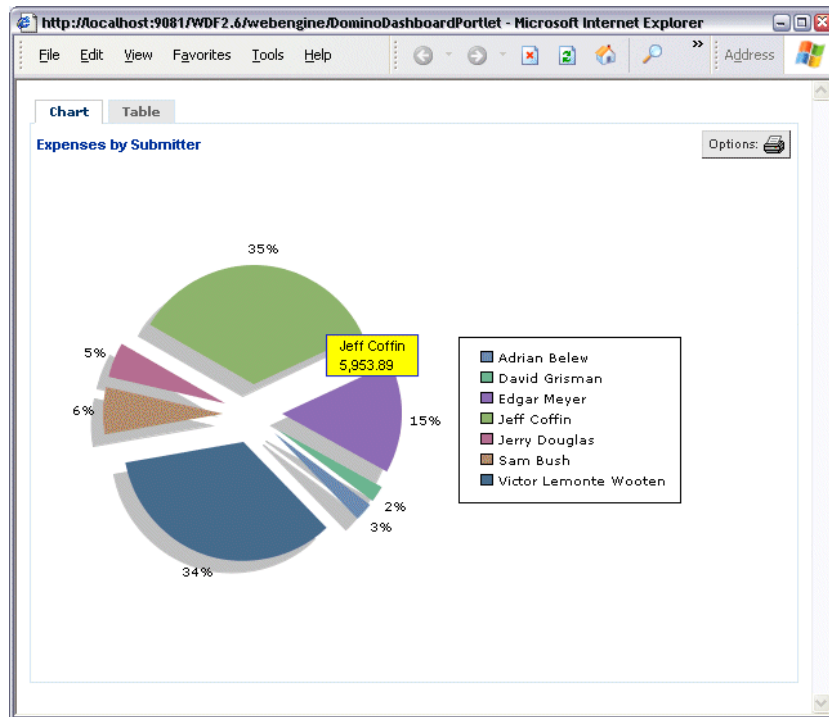 http://localhost:9081/WDF2.6/webengine/DominoDashboardPortlet - Microsoft Internet Explorer
File Edit View Favorites Tools Help » Address
Chart Table
Expenses by Submitter
Options:
35%
Jeff Coffin
5,953.89
5%
6%
15%
2%
3%
34%
Adrian Belew
David Grisman
Edgar Meyer
Jeff Coffin
Jerry Douglas
Sam Bush
Victor Lemonte Wooten